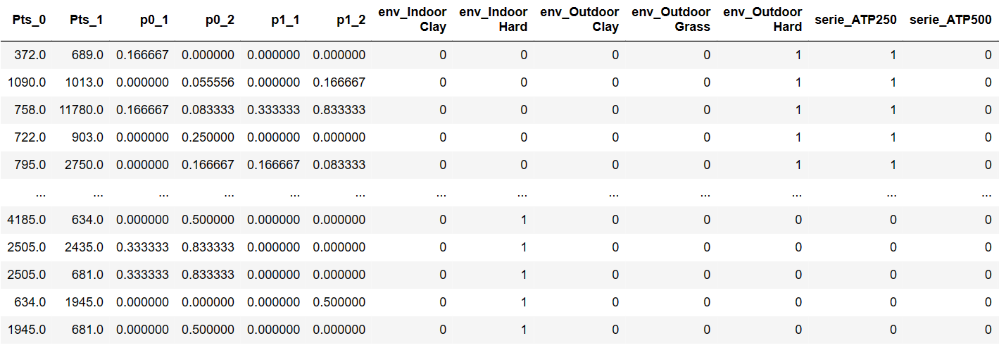 Pts_0 Pts_1 p0_1 p0_2 p1_1 p1_2 env_Indoor Clay env_Indoor Hard env_Outdoor Clay env_Outdoor Grass env_Outdoor Hard serie_ATP250 serie_ATP500
372.0 689.0 0.166667 0.000000 0.000000 0.000000 0 0 0 0 1 1 0
1090.0 1013.0 0.000000 0.055556 0.000000 0.166667 0 0 0 0 1 1 0
758.0 11780.0 0.166667 0.083333 0.333333 0.833333 0 0 0 0 1 1 0
722.0 903.0 0.000000 0.250000 0.000000 0.000000 0 0 0 0 1 1 0
795.0 2750.0 0.000000 0.166667 0.166667 0.083333 0 0 0 0 1 1 0
... ... ... ... ... ... ... ... ... ... ... ... ...
4185.0 634.0 0.000000 0.500000 0.000000 0.000000 0 1 0 0 0 0 0
2505.0 2435.0 0.333333 0.833333 0.000000 0.000000 0 1 0 0 0 0 0
2505.0 681.0 0.333333 0.833333 0.000000 0.000000 0 1 0 0 0 0 0
634.0 1945.0 0.000000 0.000000 0.000000 0.500000 0 1 0 0 0 0 0
1945.0 681.0 0.000000 0.500000 0.000000 0.000000 0 1 0 0 0 0 0